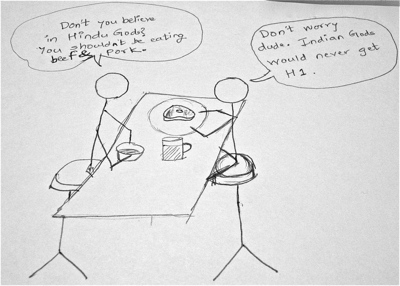 Don't you believe
in Hindu Gods?
You shouldn't be eating
beeF & Pork.
Don't worry
dude. Indian Gods
would never get
H1.